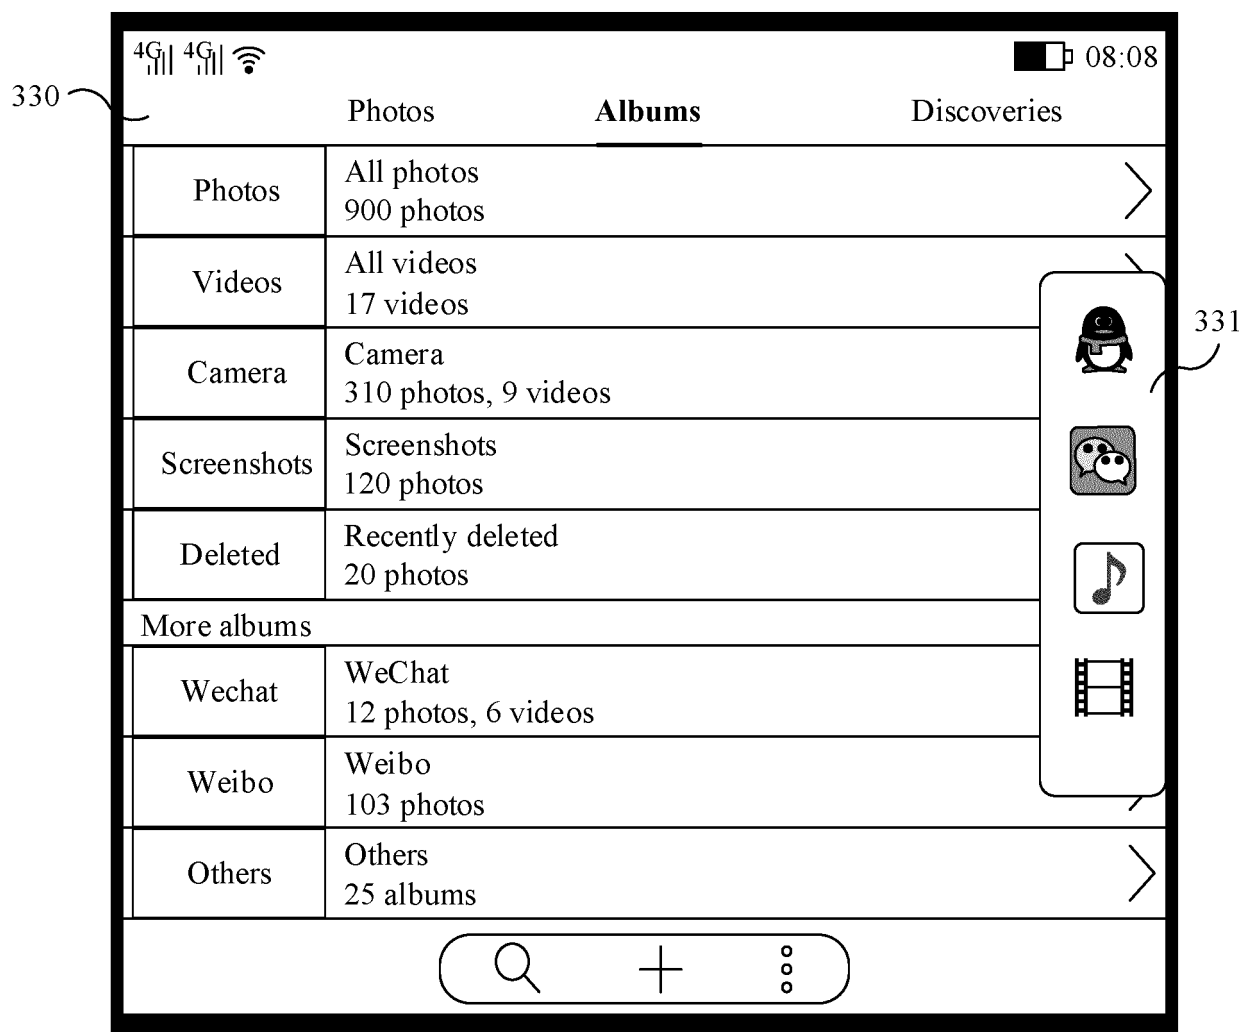 4G 4G 08:08
330
Photos Albums Discoveries
Photos
All photos
900 photos
Videos
All videos
17 videos
331
Camera
Camera
310 photos, 9 videos
Screenshots
Screenshots
120 photos
Deleted
Recently deleted
20 photos
More albums
Wechat
WeChat
12 photos, 6 videos
Weibo
Weibo
103 photos
Others
Others
25 albums